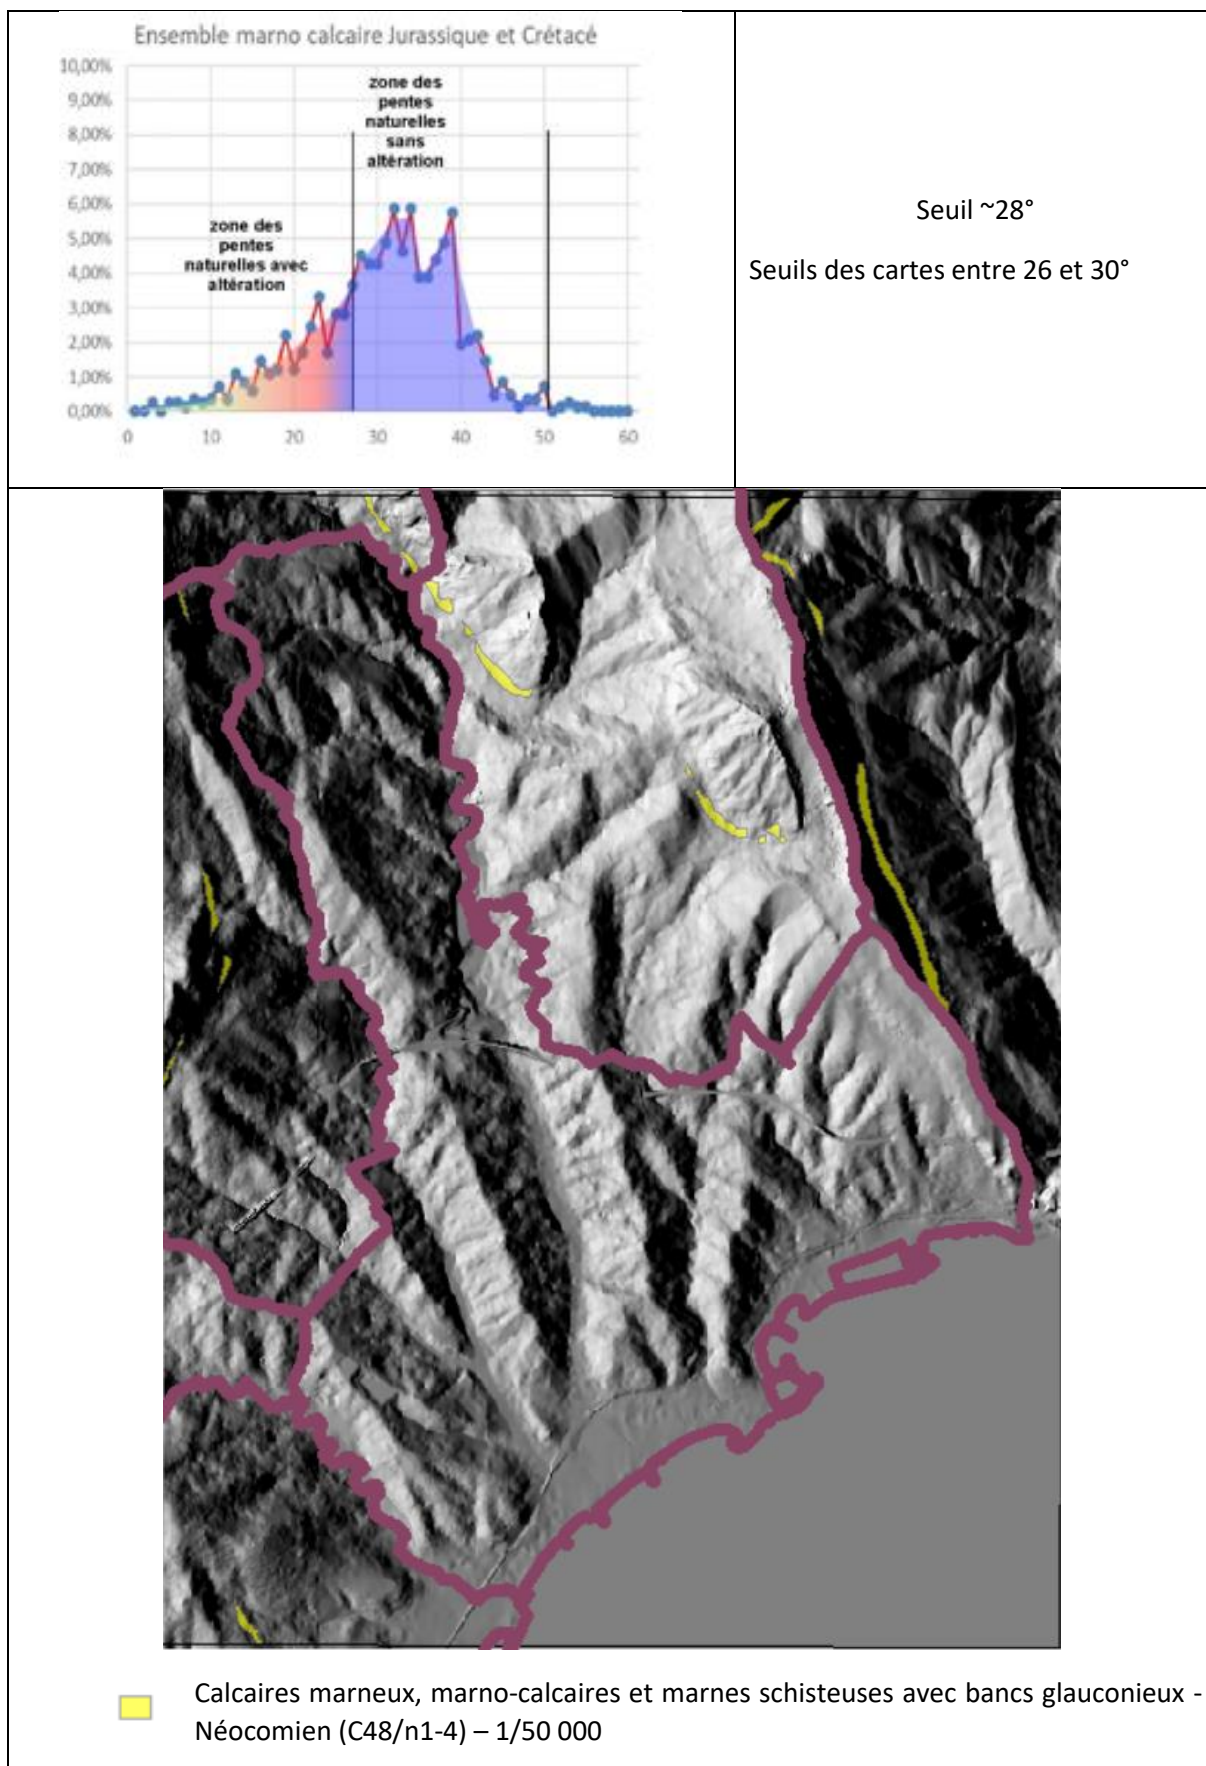 Ensemble marno calcaire Jurassique et Crétacé
10,00%
9,00%
8,00%
7,00%
6,00%
5,00%
4,00%
3,00%
2,00%
1,00%
0,00%
zone des
pentes
naturelles avec
altération
zone des
pentes
naturelles
sans
altération
0 10 20 30 40 50 60
Seuil ~28°
Seuils des cartes entre 26 et 30°
Calcaires marneux, marno-calcaires et marnes schisteuses avec bancs glauconieux -
Néocomien (C48/n1-4) – 1/50 000